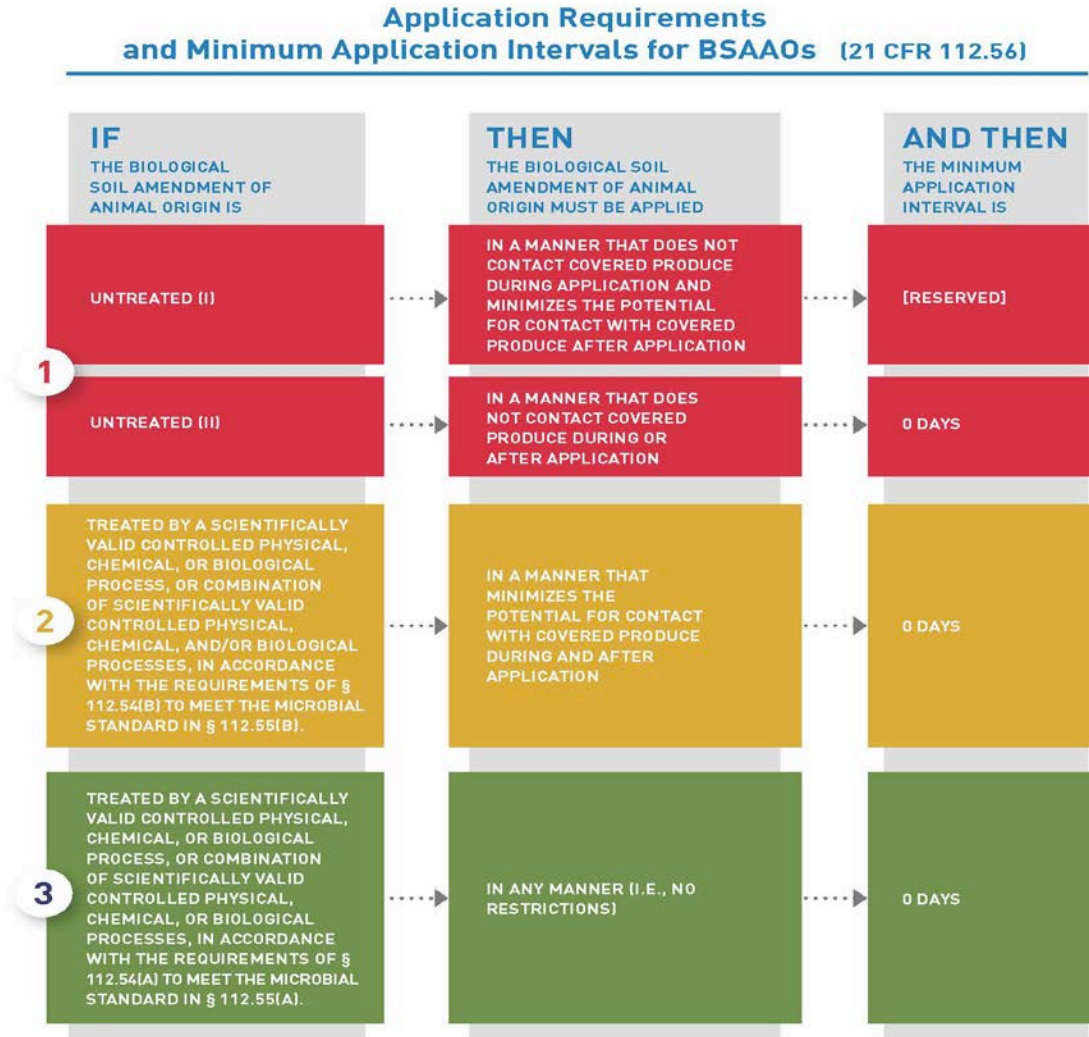 Application Requirements
and Minimum Application Intervals for BSAAOs (21 CFR 112.56)
IF
THE BIOLOGICAL
SOIL AMENDMENT OF
ANIMAL ORIGIN IS
THEN
THE BIOLOGICAL SOIL
AMENDMENT OF ANIMAL
ORIGIN MUST BE APPLIED
AND THEN
THE MINIMUM
APPLICATION
INTERVAL IS
1
UNTREATED (I)
IN A MANNER THAT DOES NOT
CONTACT COVERED PRODUCE
DURING APPLICATION AND
MINIMIZES THE POTENTIAL
FOR CONTACT WITH COVERED
PRODUCE AFTER APPLICATION
[RESERVED]
UNTREATED (II)
IN A MANNER THAT DOES
NOT CONTACT COVERED
PRODUCE DURING OR
AFTER APPLICATION
0 DAYS
2
TREATED BY A SCIENTIFICALLY
VALID CONTROLLED PHYSICAL,
CHEMICAL, OR BIOLOGICAL
PROCESS, OR COMBINATION
OF SCIENTIFICALLY VALID
CONTROLLED PHYSICAL,
CHEMICAL, AND/OR BIOLOGICAL
PROCESSES, IN ACCORDANCE
WITH THE REQUIREMENTS OF §
112.54(B) TO MEET THE MICROBIAL
STANDARD IN § 112.55(B).
IN A MANNER THAT
MINIMIZES THE
POTENTIAL FOR CONTACT
WITH COVERED PRODUCE
DURING AND AFTER
APPLICATION
0 DAYS
3
TREATED BY A SCIENTIFICALLY
VALID CONTROLLED PHYSICAL,
CHEMICAL, OR BIOLOGICAL
PROCESS, OR COMBINATION
OF SCIENTIFICALLY VALID
CONTROLLED PHYSICAL,
CHEMICAL, OR BIOLOGICAL
PROCESSES, IN ACCORDANCE
WITH THE REQUIREMENTS OF §
112.54(A) TO MEET THE MICROBIAL
STANDARD IN § 112.55(A).
IN ANY MANNER (I.E., NO
RESTRICTIONS)
0 DAYS